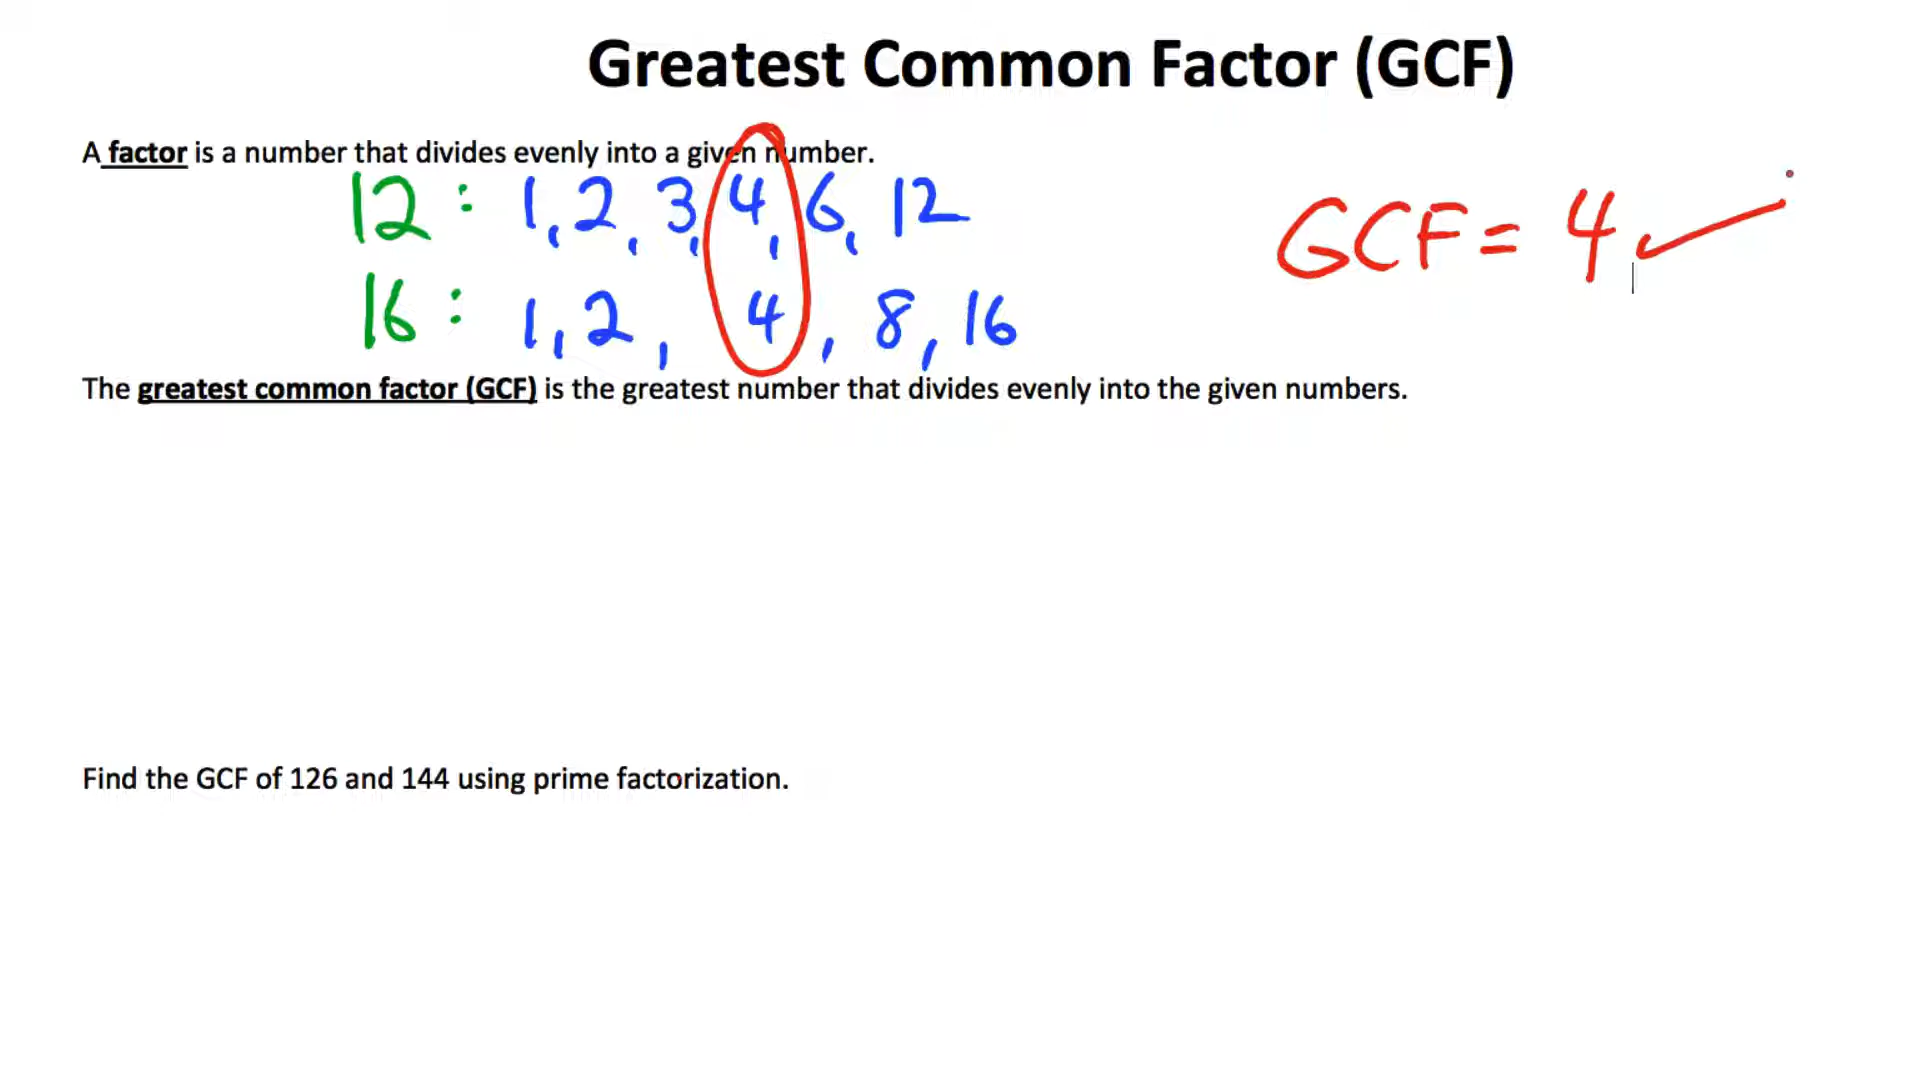 Greatest Common Factor (GCF)
A factor is a number that divides evenly into a given number.
12 : 1, 2, 3, 4, 6, 12
GCF = 4
16 : 1, 2, 4, 8, 16
The greatest common factor (GCF) is the greatest number that divides evenly into the given numbers.
Find the GCF of 126 and 144 using prime factorization.